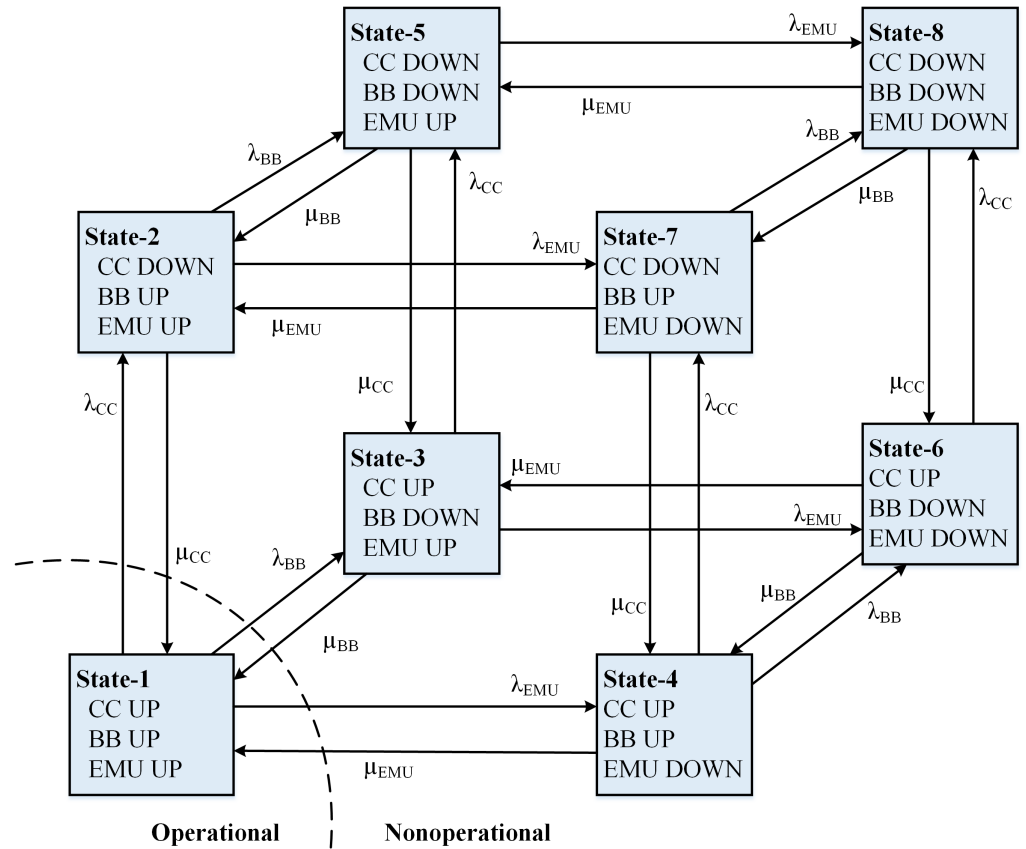 State-5
CC DOWN
BB DOWN
EMU UP
λEMU
μEMU
State-8
CC DOWN
BB DOWN
EMU DOWN
λBB
μBB
λCC
λBB
μBB
λCC
State-2
CC DOWN
BB UP
EMU UP
λEMU
μEMU
State-7
CC DOWN
BB UP
EMU DOWN
λCC
μCC
λCC
μCC
State-3
CC UP
BB DOWN
EMU UP
μEMU
λEMU
State-6
CC UP
BB DOWN
EMU DOWN
μCC
λBB
μBB
μCC
μBB
λBB
State-1
CC UP
BB UP
EMU UP
λEMU
μEMU
State-4
CC UP
BB UP
EMU DOWN
Operational
Nonoperational